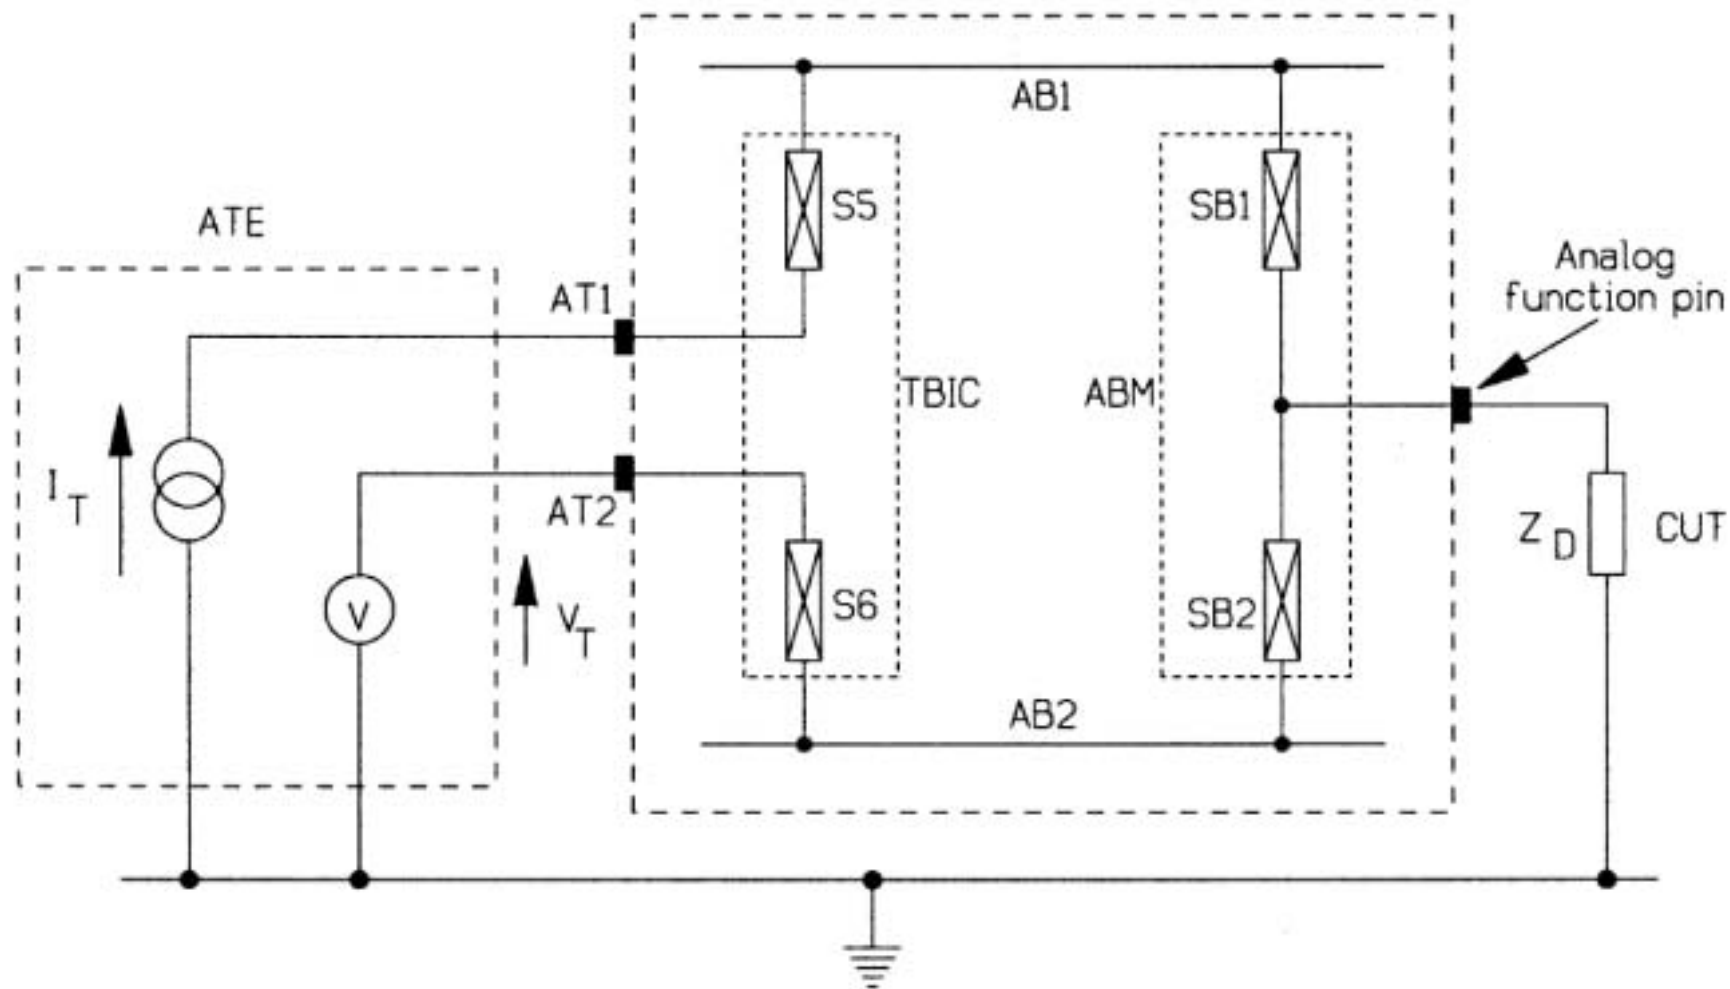 AB1
S5
SB1
ATE
Analog
function pin
AT1
TBIC
ABM
I T
AT2
Z D
CUT
V
V T
S6
SB2
AB2